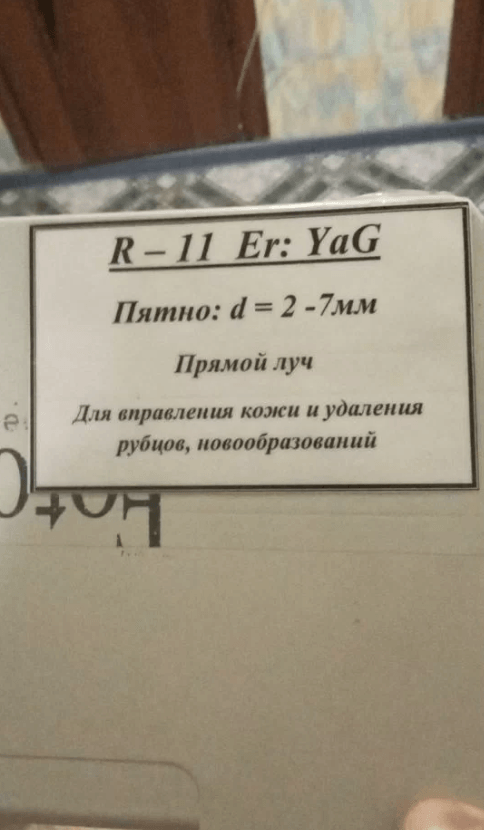 R – 11 Er: YaG
Пятно: d = 2 -7мм
Прямой луч
Для вправления кожи и удаления
рубцов, новообразований